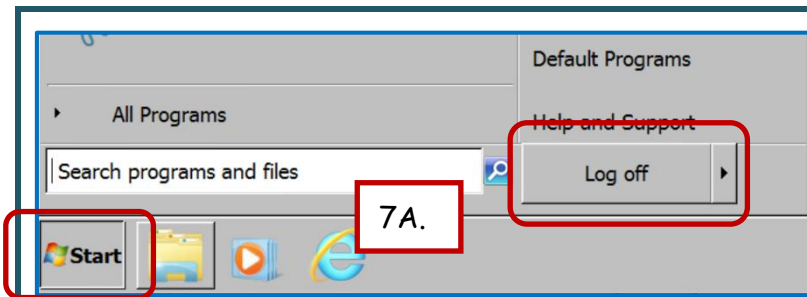 Default Programs
All Programs
Help and Support
Search programs and files
Log off
7A.
Start